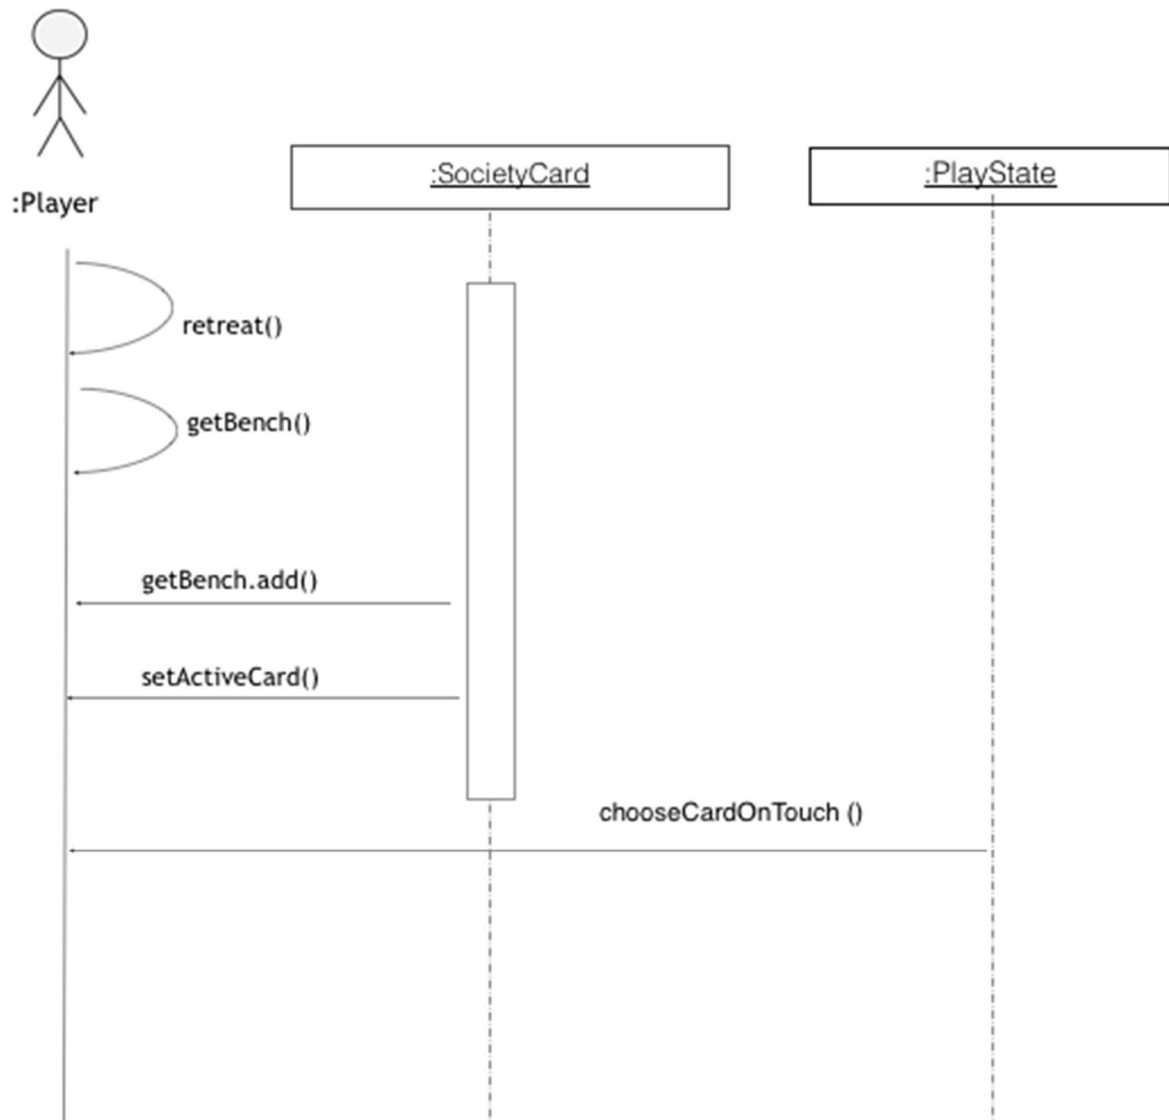 :Player
:SocietyCard
:PlayState
retreat()
getBench()
getBench.add()
setActiveCard()
chooseCardOnTouch ()